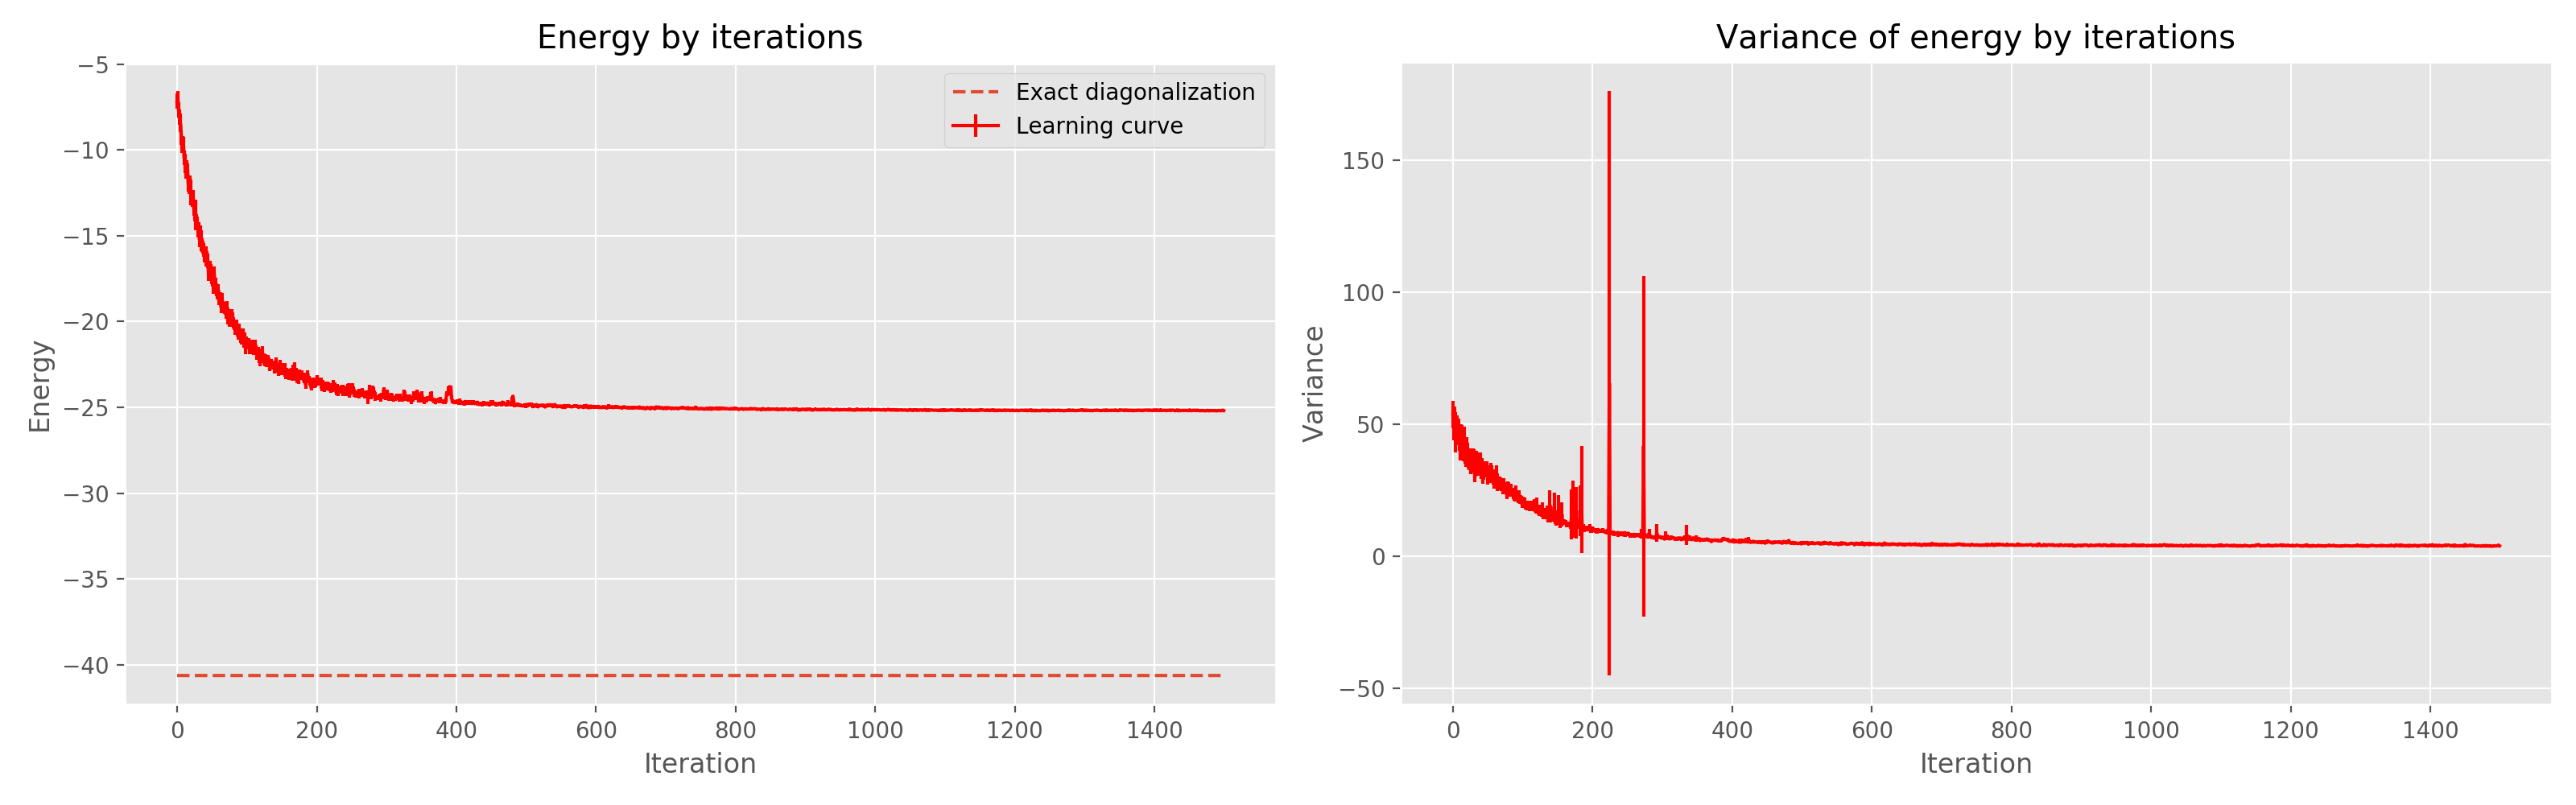 Energy by iterations
Exact diagonalization
Learning curve
Energy
−5
−10
−15
−20
−25
−30
−35
−40
0 200 400 600 800 1000 1200 1400
Iteration
Variance of energy by iterations
Variance
150
100
50
0
−50
0 200 400 600 800 1000 1200 1400
Iteration